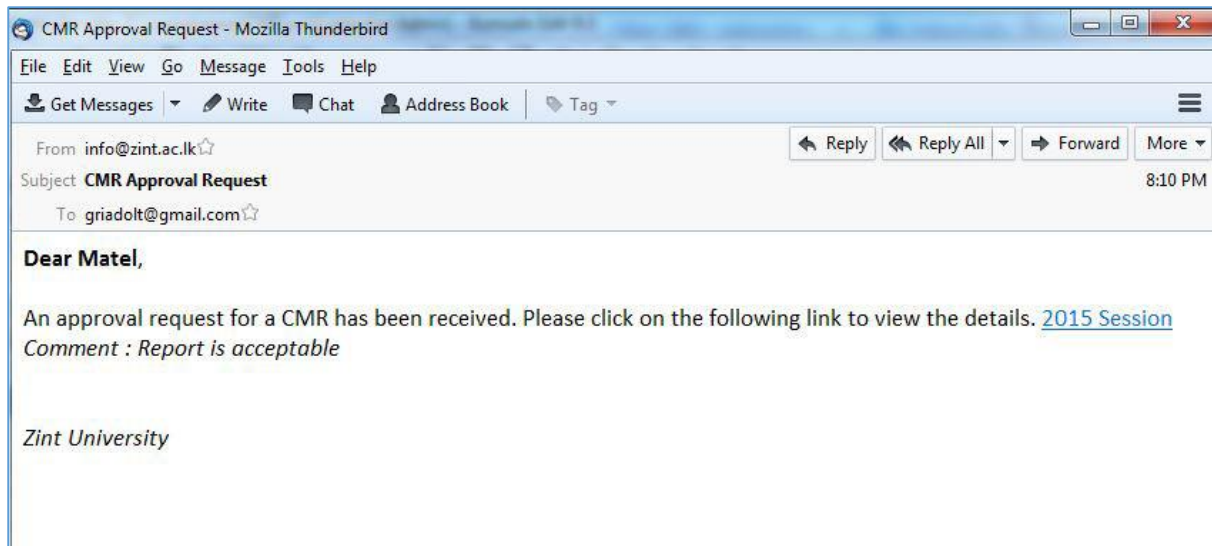 CMR Approval Request - Mozilla Thunderbird
File Edit View Go Message Tools Help
Get Messages Write Chat Address Book Tag
From info@zint.ac.lk Reply Reply All Forward More
Subject CMR Approval Request 8:10 PM
To griadolt@gmail.com
Dear Matel,
An approval request for a CMR has been received. Please click on the following link to view the details. 2015 Session
Comment : Report is acceptable
Zint University